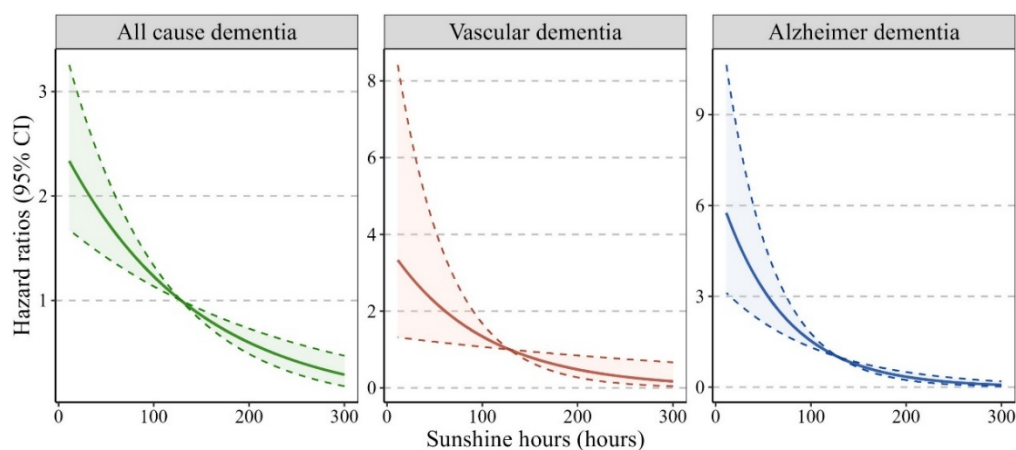 All cause dementia
Vascular dementia
Alzheimer dementia
Hazard ratios (95% CI)
3
2
1
8
6
4
2
0
9
6
3
0
0 100 200 300
0 100 200 300
0 100 200 300
Sunshine hours (hours)